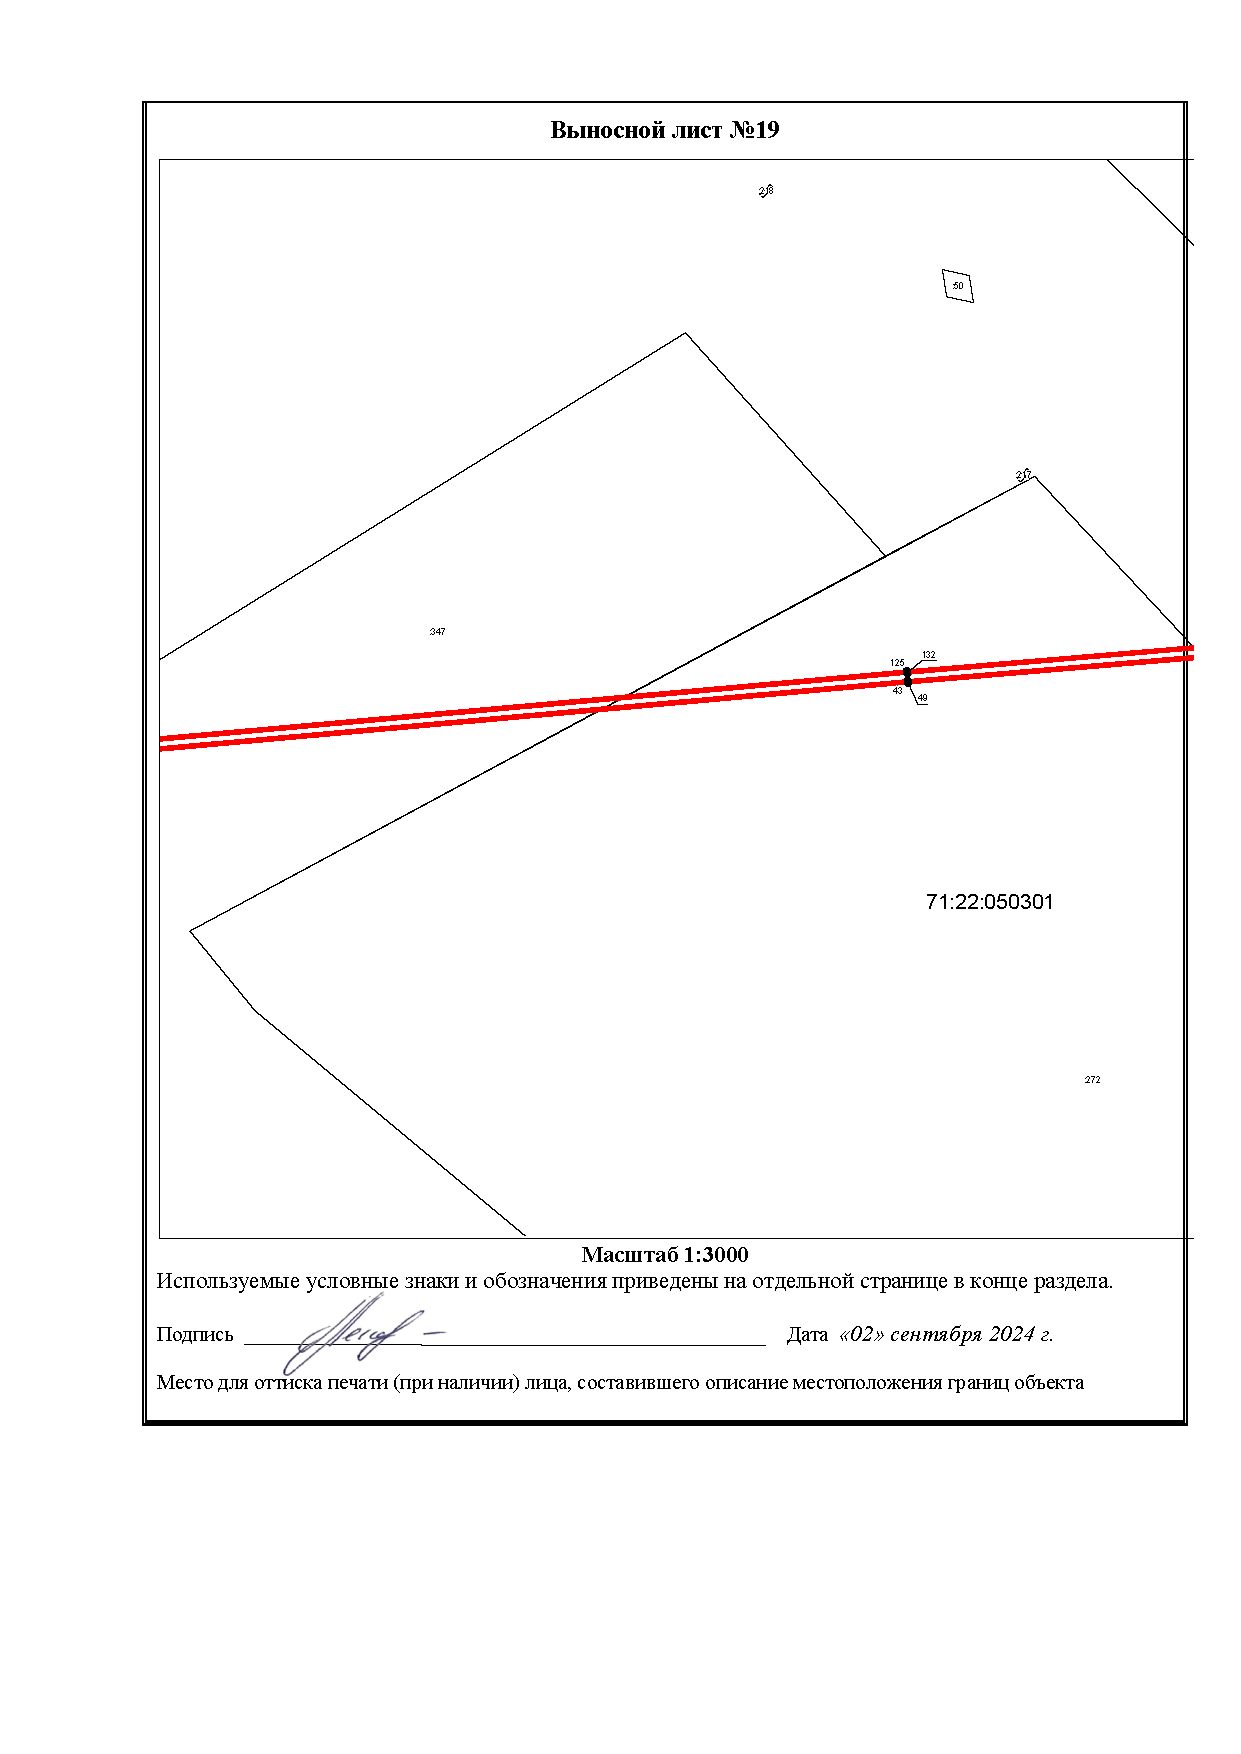 Выносной лист №19
218
50
217
:347
132
125
43
49
71:22:050301
272
Масштаб 1:3000
Используемые условные знаки и обозначения приведены на отдельной странице в конце раздела.
Подпись Дата «02» сентября 2024 г.
Место для оттиска печати (при наличии) лица, составившего описание местоположения границ объекта